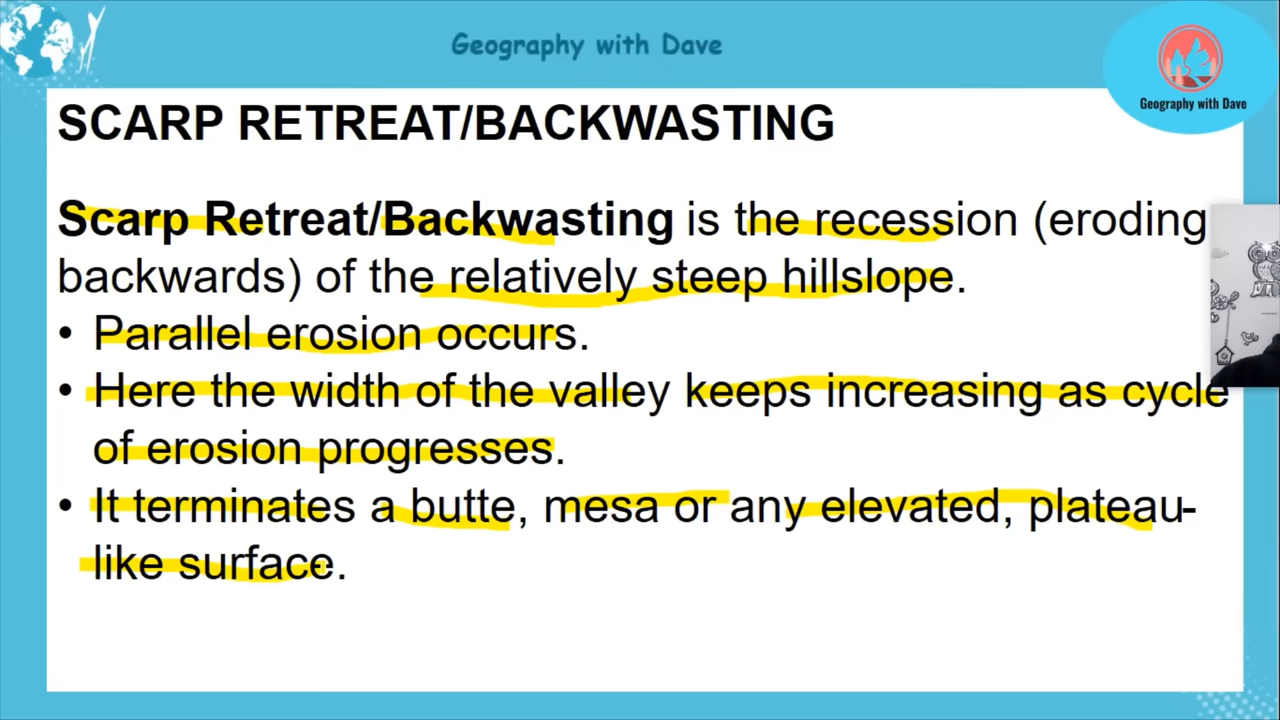 Geography with Dave
Geography with Dave
SCARP RETREAT/BACKWASTING
Scarp Retreat/Backwasting is the recession (eroding
backwards) of the relatively steep hillslope.
• Parallel erosion occurs.
• Here the width of the valley keeps increasing as cycle
of erosion progresses.
• It terminates a butte, mesa or any elevated, plateau-
like surface.